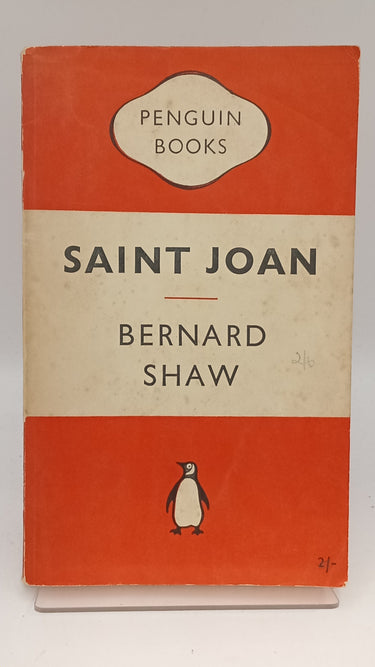 PENGUIN
BOOKS
SAINT JOAN
BERNARD
SHAW
2/6
2/-